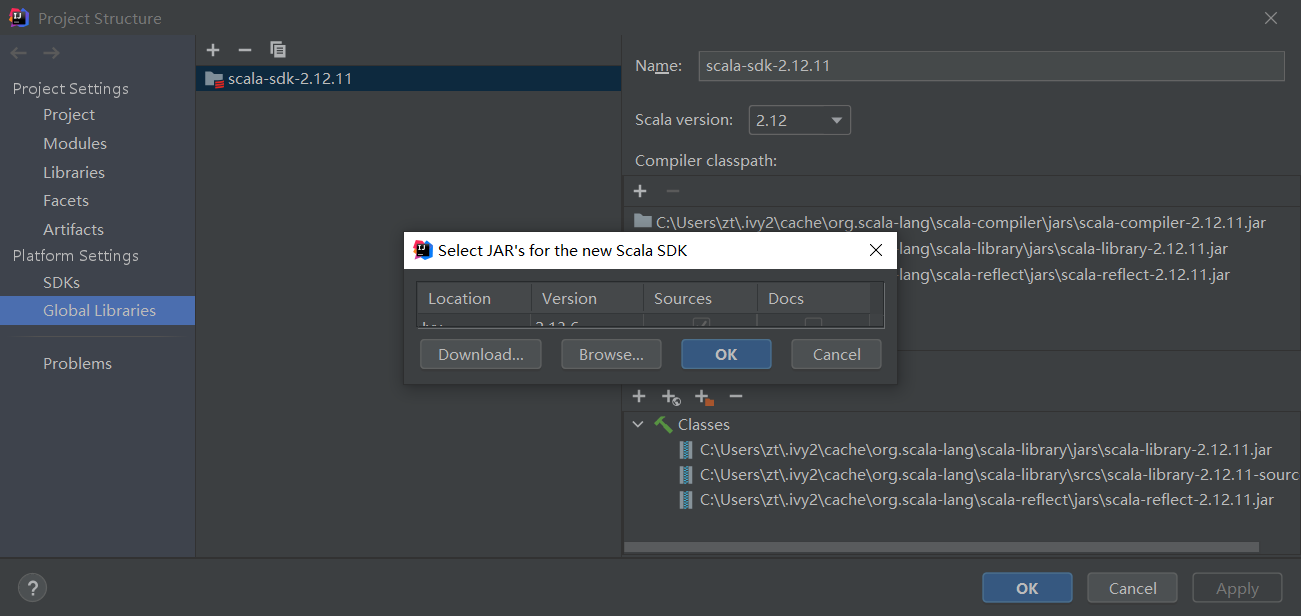 Project Structure
Project Settings
Project
Modules
Libraries
Facets
Artifacts
Platform Settings
SDKs
Global Libraries
Problems
scala-sdk-2.12.11
Name: scala-sdk-2.12.11
Scala version: 2.12
Compiler classpath:
C:\Users\zt\.ivy2\cache\org.scala-lang\scala-compiler\jars\scala-compiler-2.12.11.jar
lang\scala-library\jars\scala-library-2.12.11.jar
lang\scala-reflect\jars\scala-reflect-2.12.11.jar
Select JAR's for the new Scala SDK
Location Version Sources Docs
Download... Browse... OK Cancel
Classes
C:\Users\zt\.ivy2\cache\org.scala-lang\scala-library\jars\scala-library-2.12.11.jar
C:\Users\zt\.ivy2\cache\org.scala-lang\scala-library\srcs\scala-library-2.12.11-sourc
C:\Users\zt\.ivy2\cache\org.scala-lang\scala-reflect\jars\scala-reflect-2.12.11.jar
? OK Cancel Apply